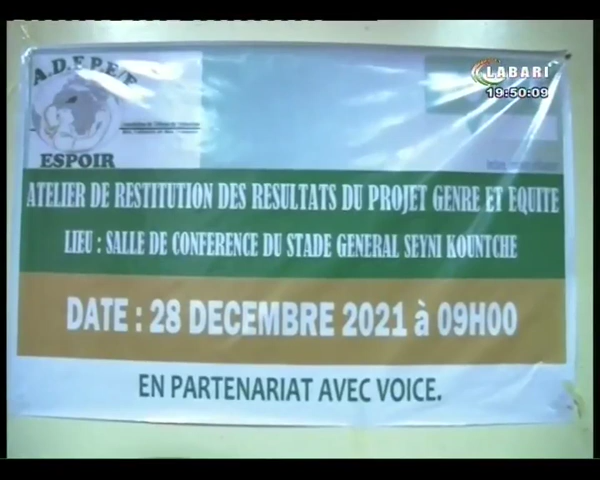 A.D.E.P.E/E
ESPOIR
LABARI
19:50:09
ATELIER DE RESTITUTION DES RESULTATS DU PROJET GENRE ET EQUITE
LIEU : SALLE DE CONFERENCE DU STADE GENERAL SEYNI KOUNTCHE
DATE : 28 DECEMBRE 2021 à 09H00
EN PARTENARIAT AVEC VOICE.